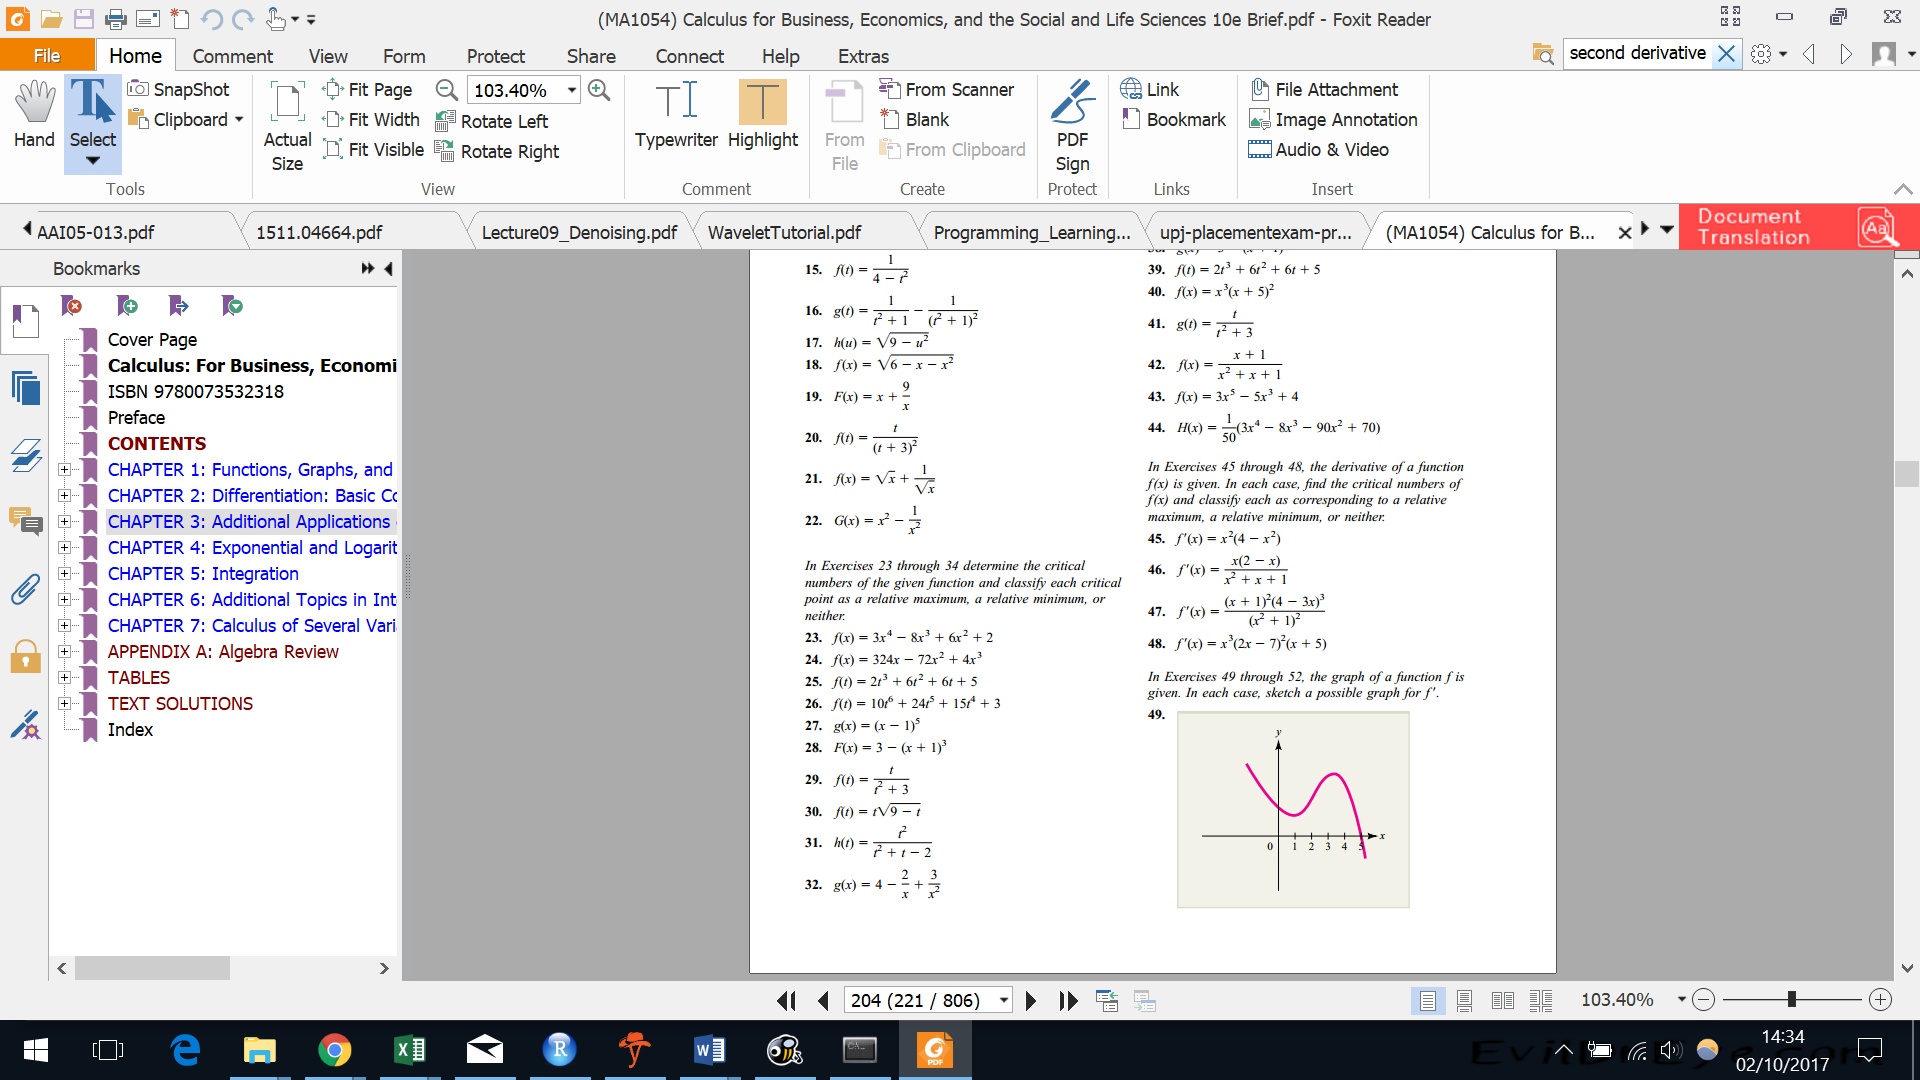 (MA1054) Calculus for Business, Economics, and the Social and Life Sciences 10e Brief.pdf - Foxit Reader
File Home Comment View Form Protect Share Connect Help Extras second derivative
Hand
Select
SnapShot
Clipboard
Tools
Actual Size
Fit Page
Fit Width
Fit Visible
103.40%
Rotate Left
Rotate Right
View
Typewriter
Highlight
Comment
From File
From Scanner
Blank
From Clipboard
Create
PDF Sign
Protect
Link
Bookmark
Links
File Attachment
Image Annotation
Audio & Video
Insert
AAI05-013.pdf 1511.04664.pdf Lecture09_Denoising.pdf WaveletTutorial.pdf Programming_Learning... upj-placementexam-pr... (MA1054) Calculus for B...
Document
Translation
Bookmarks
Cover Page
Calculus: For Business, Economi
ISBN 9780073532318
Preface
CONTENTS
CHAPTER 1: Functions, Graphs, and
CHAPTER 2: Differentiation: Basic Co
CHAPTER 3: Additional Applications
CHAPTER 4: Exponential and Logarit
CHAPTER 5: Integration
CHAPTER 6: Additional Topics in Int
CHAPTER 7: Calculus of Several Vari
APPENDIX A: Algebra Review
TABLES
TEXT SOLUTIONS
Index
15. f(t) = 1/(4 − t²)
16. g(t) = 1/(t² + 1) − 1/(t² + 1)²
17. h(u) = √(9 − u²)
18. f(x) = √(6 − x − x²)
19. F(x) = x + 9/x
20. f(t) = t/(t + 3)²
21. f(x) = √x + 1/√x
22. G(x) = x² − 1/x²
In Exercises 23 through 34 determine the critical
numbers of the given function and classify each critical
point as a relative maximum, a relative minimum, or
neither.
23. f(x) = 3x⁴ − 8x³ + 6x² + 2
24. f(x) = 324x − 72x² + 4x³
25. f(t) = 2t³ + 6t² + 6t + 5
26. f(t) = 10t⁶ + 24t⁵ + 15t⁴ + 3
27. g(x) = (x − 1)⁵
28. F(x) = 3 − (x + 1)³
29. f(t) = t/(t² + 3)
30. f(t) = t√(9 − t)
31. h(t) = t²/(t² + t − 2)
32. g(x) = 4 − 2/x + 3/x²
39. f(t) = 2t³ + 6t² + 6t + 5
40. f(x) = x³(x + 5)²
41. g(t) = t/(t² + 3)
42. f(x) = (x + 1)/(x² + x + 1)
43. f(x) = 3x⁵ − 5x³ + 4
44. H(x) = 1/50(3x⁴ − 8x³ − 90x² + 70)
In Exercises 45 through 48, the derivative of a function
f(x) is given. In each case, find the critical numbers of
f(x) and classify each as corresponding to a relative
maximum, a relative minimum, or neither.
45. f′(x) = x²(4 − x²)
46. f′(x) = x(2 − x)/(x² + x + 1)
47. f′(x) = (x + 1)²(4 − 3x)³/(x² + 1)²
48. f′(x) = x³(2x − 7)²(x + 5)
In Exercises 49 through 52, the graph of a function f is
given. In each case, sketch a possible graph for f′.
49.
y
x
0 1 2 3 4 5
204 (221 / 806)
103.40%
14:34
02/10/2017